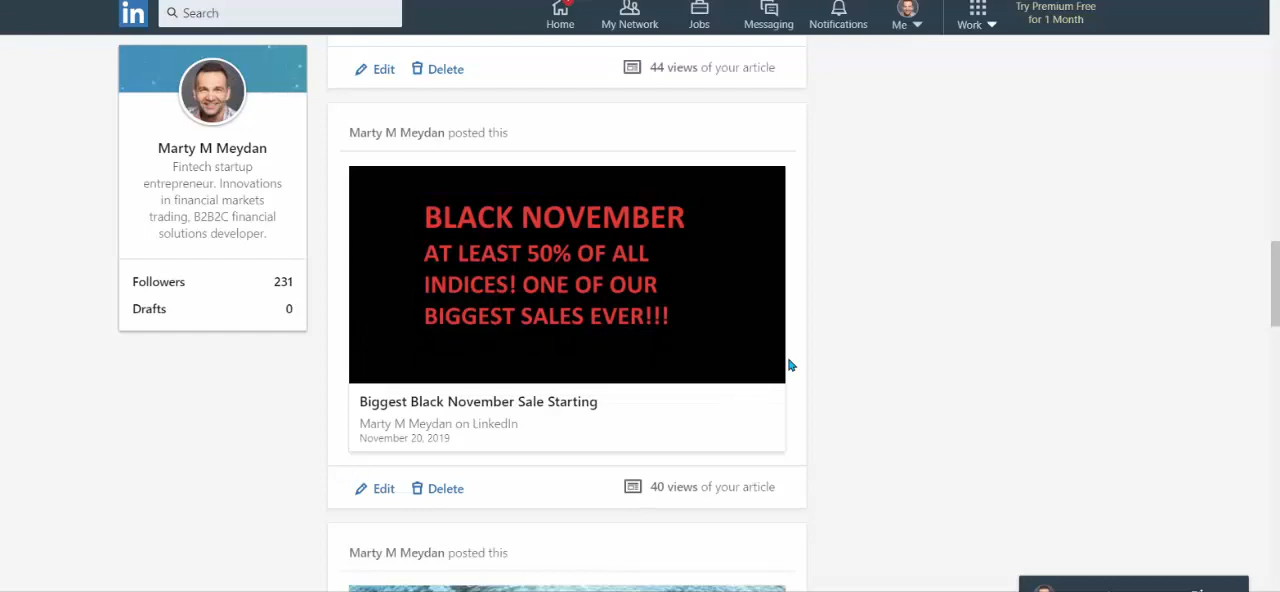 in
Search
Home
My Network
Jobs
Messaging
Notifications
Me
Work
Try Premium Free
for 1 Month
Marty M Meydan
Fintech startup
entrepreneur. Innovations
in financial markets
trading, B2B2C financial
solutions developer.
Followers 231
Drafts 0
Edit Delete 44 views of your article
Marty M Meydan posted this
BLACK NOVEMBER
AT LEAST 50% OF ALL
INDICES! ONE OF OUR
BIGGEST SALES EVER!!!
Biggest Black November Sale Starting
Marty M Meydan on LinkedIn
November 20, 2019
Edit Delete 40 views of your article
Marty M Meydan posted this